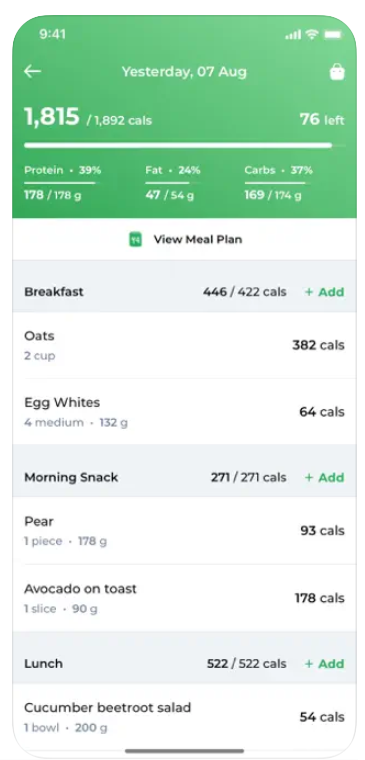 9:41
Yesterday, 07 Aug
1,815 / 1,892 cals 76 left
Protein • 39% Fat • 24% Carbs • 37%
178 / 178 g 47 / 54 g 169 / 174 g
View Meal Plan
Breakfast 446 / 422 cals + Add
Oats
2 cup
382 cals
Egg Whites
4 medium • 132 g
64 cals
Morning Snack 271 / 271 cals + Add
Pear
1 piece • 178 g
93 cals
Avocado on toast
1 slice • 90 g
178 cals
Lunch 522 / 522 cals + Add
Cucumber beetroot salad
1 bowl • 200 g
54 cals